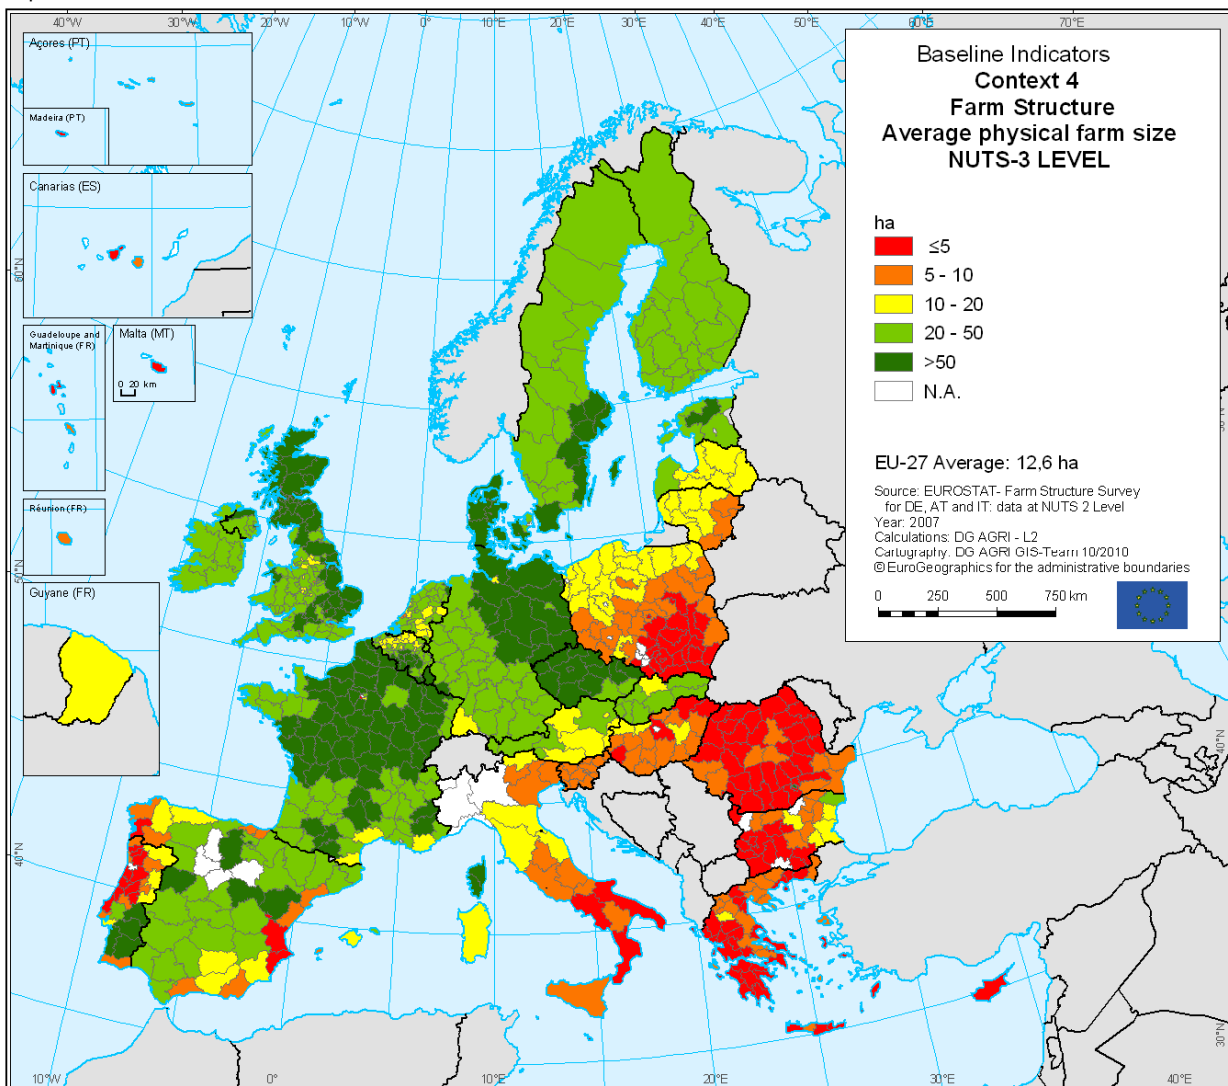 40°W
30°W
20°W
10°W
0°
10°E
20°E
30°E
40°E
50°E
60°E
70°E
Açores (PT)
Madeira (PT)
Canarias (ES)
Guadeloupe and
Martinique (FR)
Malta (MT)
0 20 km
Réunion (FR)
Guyane (FR)
Baseline Indicators
Context 4
Farm Structure
Average physical farm size
NUTS-3 LEVEL
ha
≤5
5 - 10
10 - 20
20 - 50
>50
N.A.
EU-27 Average: 12,6 ha
Source: EUROSTAT- Farm Structure Survey
for DE, AT and IT: data at NUTS 2 Level
Year: 2007
Calculations: DG AGRI - L2
Cartography: DG AGRI GIS-Team 10/2010
© EuroGeographics for the administrative boundaries
0 250 500 750 km
60°N
50°N
40°N
40°N
30°N
10°W
0°
10°E
20°E
30°E
40°E